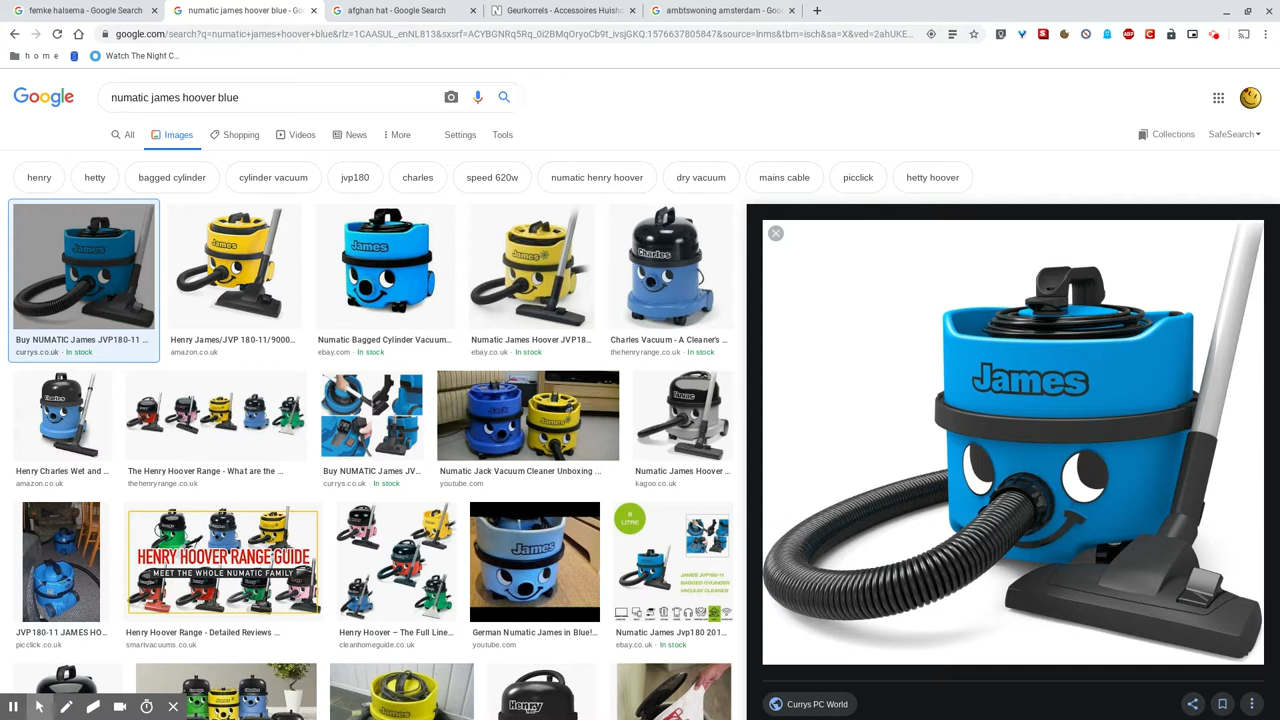 femke halsema - Google Search
numatic james hoover blue - Go
afghan hat - Google Search
Geurkorrels - Accessoires Huish
ambtswoning amsterdam - Goo
google.com/search?q=numatic+james+hoover+blue&rlz=1CAASUL_enNL813&sxsrf=ACYBGNRq5Rq_0i2BMqOryoCb9t_ivsjGKQ:1576637805847&source=lnms&tbm=isch&sa=X&ved=2ahUKE...
h o m e
Watch The Night C...
Google
numatic james hoover blue
All
Images
Shopping
Videos
News
More
Settings
Tools
Collections
SafeSearch
henry
hetty
bagged cylinder
cylinder vacuum
jvp180
charles
speed 620w
numatic henry hoover
dry vacuum
mains cable
picclick
hetty hoover
James
James
James
James
Charles
Buy NUMATIC James JVP180-11 ...
currys.co.uk · In stock
Henry James/JVP 180-11/9000...
amazon.co.uk
Numatic Bagged Cylinder Vacuum...
ebay.com · In stock
Numatic James Hoover JVP18...
ebay.co.uk · In stock
Charles Vacuum - A Cleaner's ...
thehenryrange.co.uk · In stock
James
Charles
Henry Charles Wet and ...
amazon.co.uk
The Henry Hoover Range - What are the ...
thehenryrange.co.uk
Buy NUMATIC James JV...
currys.co.uk · In stock
Numatic Jack Vacuum Cleaner Unboxing ...
youtube.com
Numatic James Hoover ...
kagoo.co.uk
HENRY HOOVER RANGE GUIDE
MEET THE WHOLE NUMATIC FAMILY
James
8
LITRE
JAMES JVP180-11
BAGGED CYLINDER
VACUUM CLEANER
JVP180-11 JAMES HO...
picclick.co.uk
Henry Hoover Range - Detailed Reviews ...
smartvacuums.co.uk
Henry Hoover – The Full Line...
cleanhomeguide.co.uk
German Numatic James in Blue!...
youtube.com
Numatic James Jvp180 201...
ebay.co.uk · In stock
Henry
Currys PC World